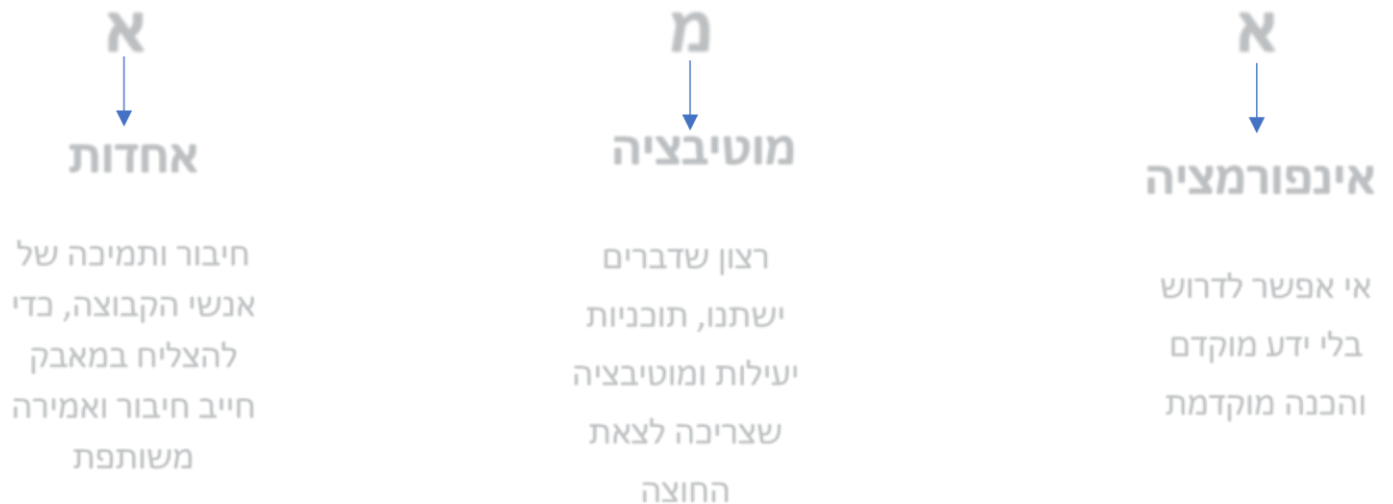 א
אינפורמציה
אי אפשר לדרוש
בלי ידע מוקדם
והכנה מוקדמת
מ
מוטיבציה
רצון שדברים
ישתנו, תוכניות
יעילות ומוטיבציה
שצריכה לצאת
החוצה
א
אחדות
חיבור ותמיכה של
אנשי הקבוצה, כדי
להצליח במאבק
חייב חיבור ואמירה
משותפת